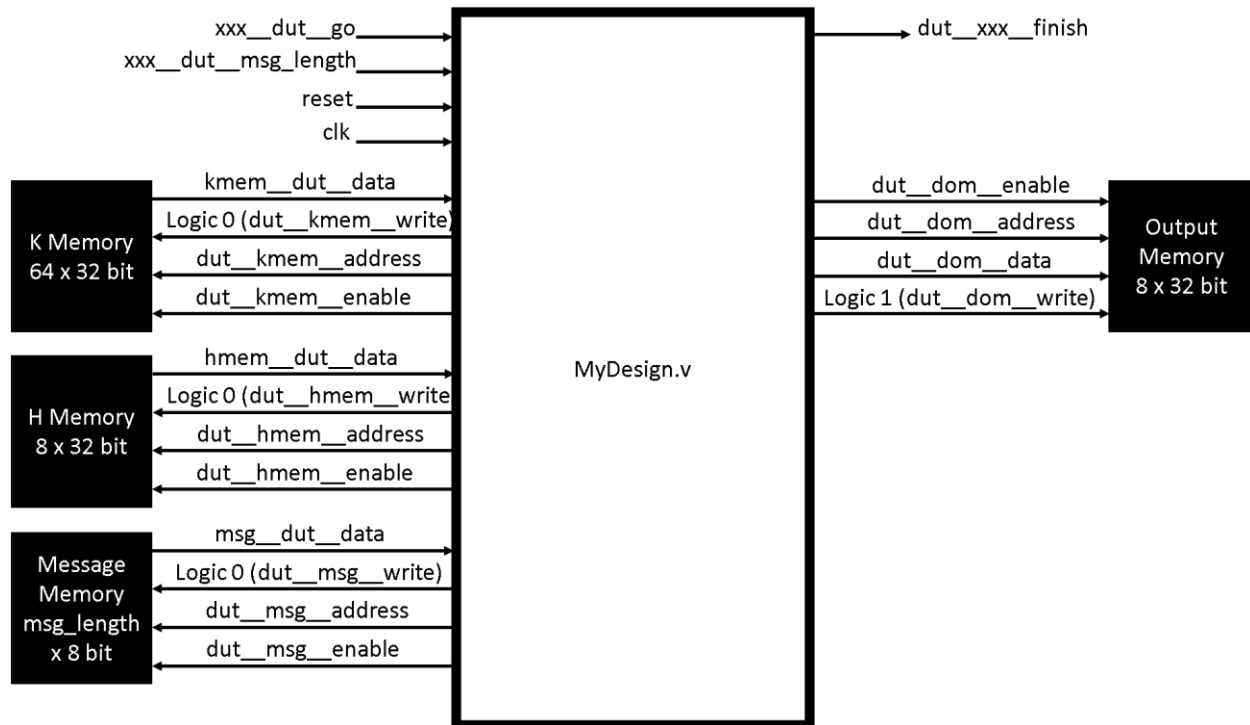 xxx__dut__go
xxx__dut__msg_length
reset
clk
dut__xxx__finish
K Memory
64 x 32 bit
kmem__dut__data
Logic 0 (dut__kmem__write)
dut__kmem__address
dut__kmem__enable
H Memory
8 x 32 bit
hmem__dut__data
Logic 0 (dut__hmem__write
dut__hmem__address
dut__hmem__enable
Message
Memory
msg_length
x 8 bit
msg__dut__data
Logic 0 (dut__msg__write)
dut__msg__address
dut__msg__enable
MyDesign.v
dut__dom__enable
dut__dom__address
dut__dom__data
Logic 1 (dut__dom__write)
Output
Memory
8 x 32 bit